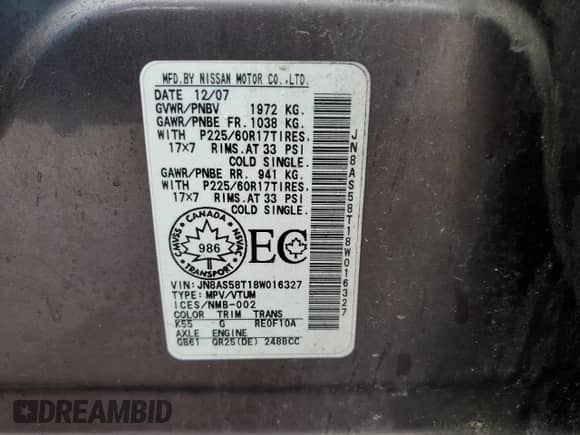 MFD.BY NISSAN MOTOR CO.,LTD.
DATE 12/07
GVWR/PNBV 1972 KG.
GAWR/PNBE FR. 1038 KG.
WITH P225/60R17TIRES.
17×7 RIMS.AT 33 PSI
COLD SINGLE.
GAWR/PNBE RR. 941 KG.
WITH P225/60R17TIRES.
17×7 RIMS.AT 33 PSI
COLD SINGLE.
CANADA
CMVSS
NSVAC
986
TRANSPORT
EC
VIN: JN8AS58T18W016327
TYPE: MPV/VTUM
ICES/NMB-002
COLOR TRIM TRANS
K55 G RE0F10A
AXLE ENGINE
GB61 QR25(DE) 2488CC
JN8AS58T18W016327
DREAMBID